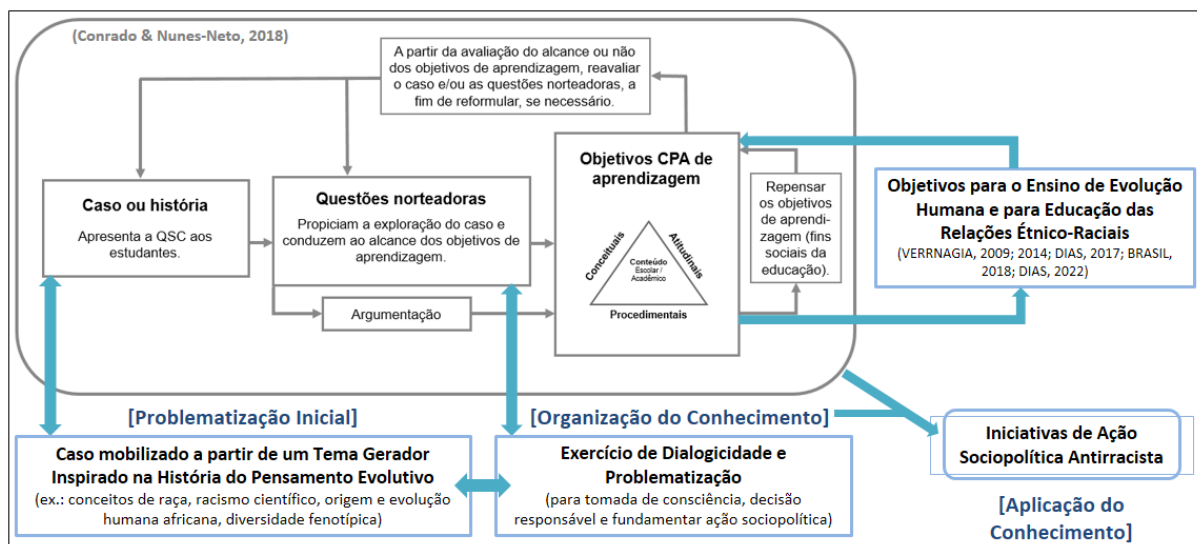 (Conrado & Nunes-Neto, 2018)
A partir da avaliação do alcance ou não
dos objetivos de aprendizagem, reavaliar
o caso e/ou as questões norteadoras, a
fim de reformular, se necessário.
Caso ou história
Apresenta a QSC aos
estudantes.
Questões norteadoras
Propiciam a exploração do caso e
conduzem ao alcance dos objetivos de
aprendizagem.
Argumentação
Objetivos CPA de
aprendizagem
Conceituais
Atitudinais
Conteúdo
Escolar /
Acadêmico
Procedimentais
Repensar
os objetivos
de aprendi-
zagem (fins
sociais da
educação).
Objetivos para o Ensino de Evolução
Humana e para Educação das
Relações Étnico-Raciais
(VERRNAGIA, 2009; 2014; DIAS, 2017; BRASIL,
2018; DIAS, 2022)
[Problematização Inicial]
Caso mobilizado a partir de um Tema Gerador
Inspirado na História do Pensamento Evolutivo
(ex.: conceitos de raça, racismo científico, origem e evolução
humana africana, diversidade fenotípica)
[Organização do Conhecimento]
Exercício de Dialogicidade e
Problematização
(para tomada de consciência, decisão
responsável e fundamentar ação sociopolítica)
Iniciativas de Ação
Sociopolítica Antirracista
[Aplicação do
Conhecimento]